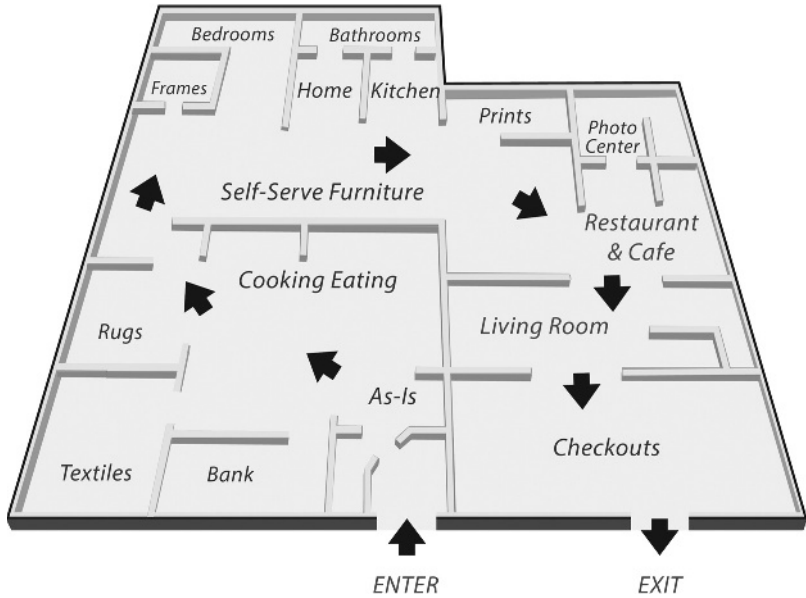 Bedrooms
Bathrooms
Frames
Home
Kitchen
Prints
Photo
Center
Self-Serve Furniture
Restaurant
& Cafe
Cooking Eating
Rugs
Living Room
As-Is
Textiles
Bank
Checkouts
ENTER
EXIT